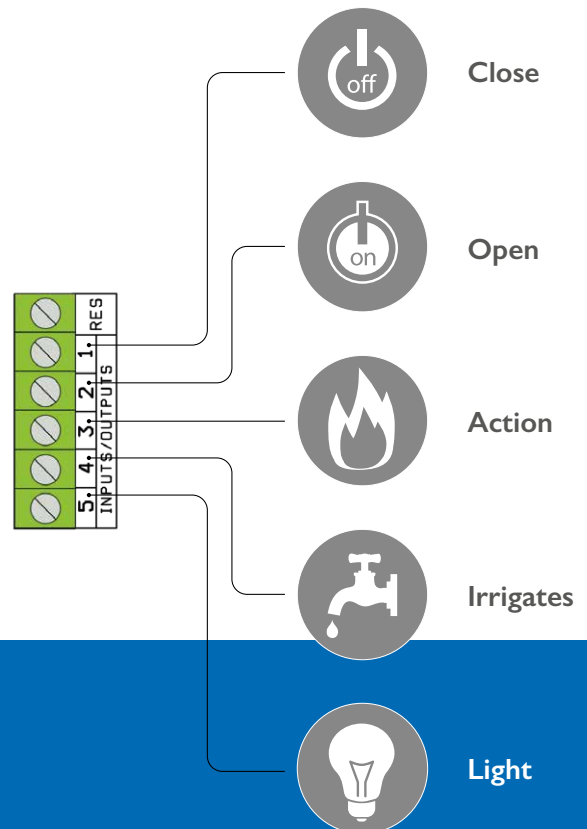 off
Close
on
Open
RES
1.
2.
3.
4.
5.
INPUTS/OUTPUTS
Action
Irrigates
Light